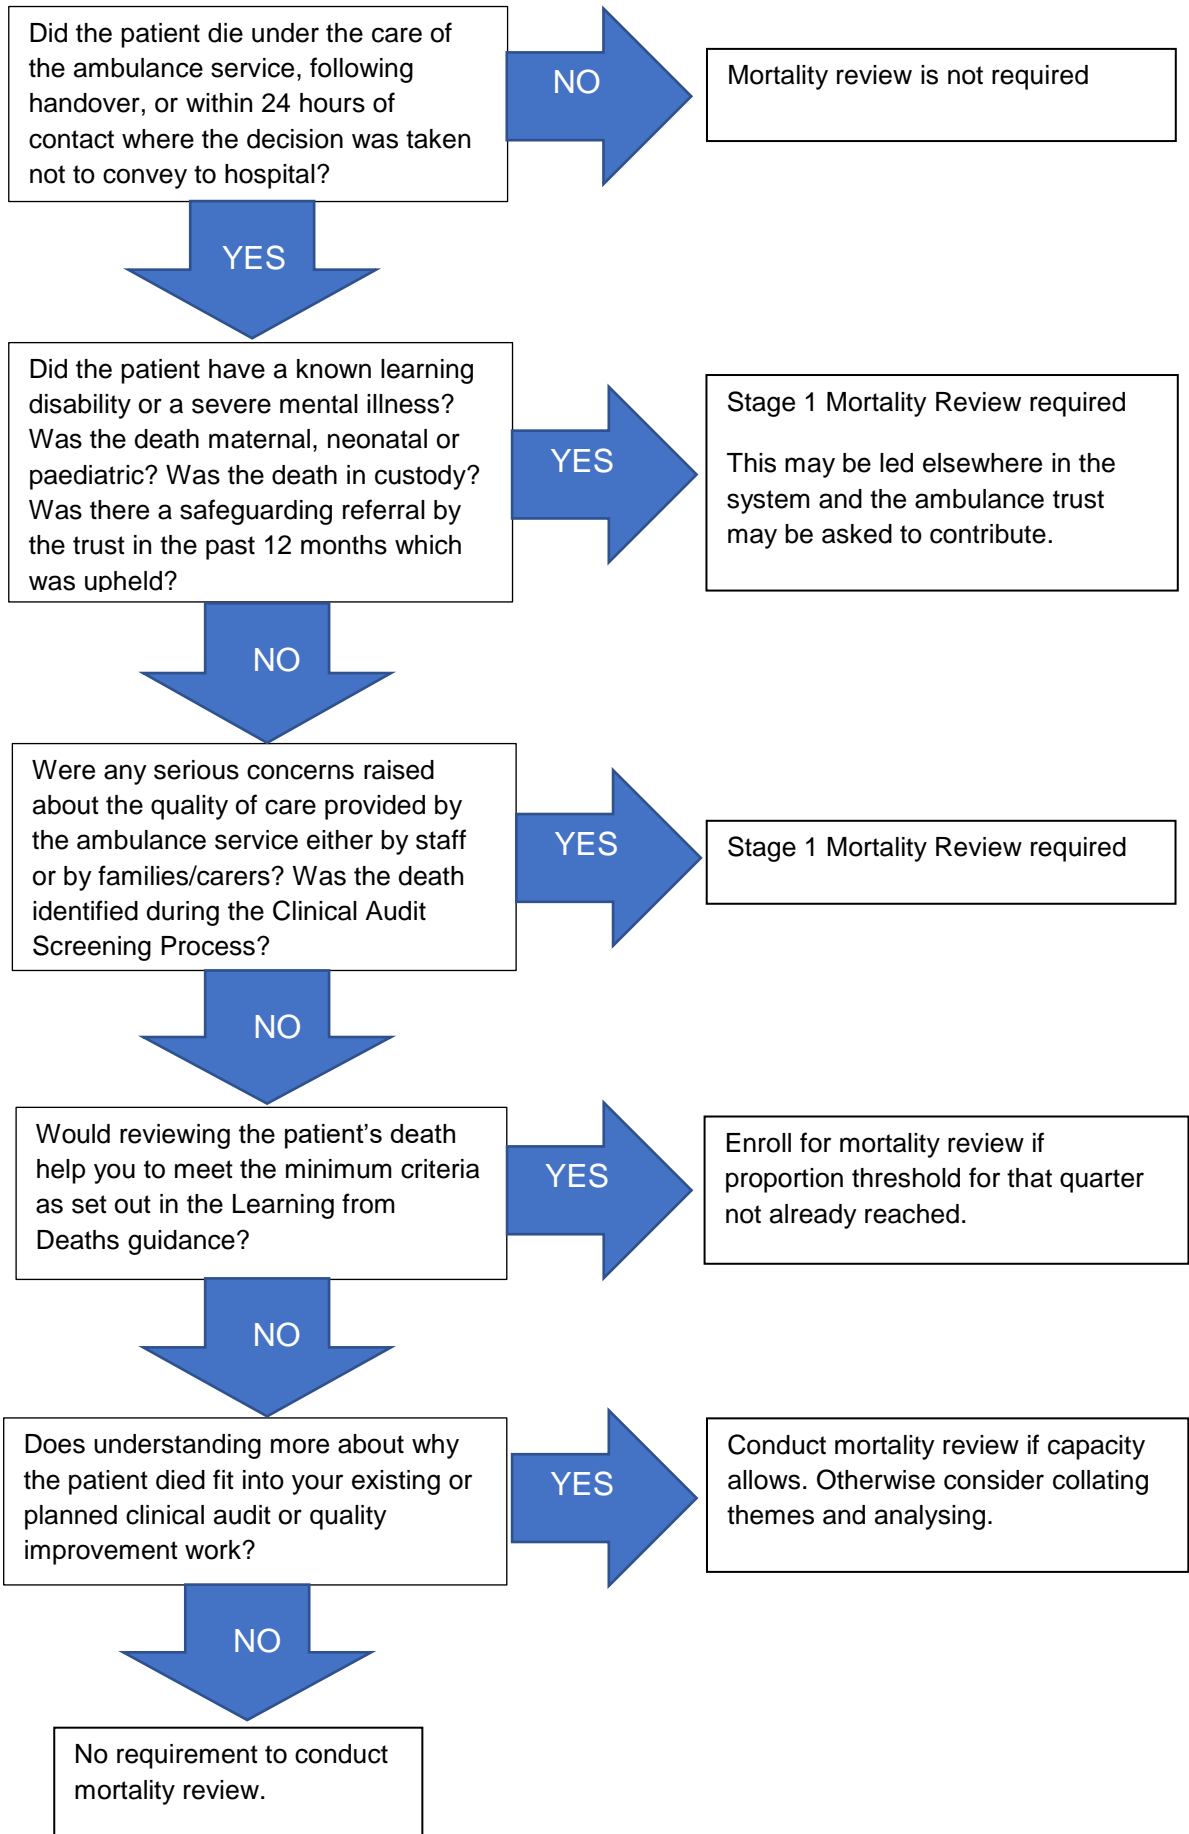 Did the patient die under the care of
the ambulance service, following
handover, or within 24 hours of
contact where the decision was taken
not to convey to hospital?
NO
Mortality review is not required
YES
Did the patient have a known learning
disability or a severe mental illness?
Was the death maternal, neonatal or
paediatric? Was the death in custody?
Was there a safeguarding referral by
the trust in the past 12 months which
was upheld?
YES
Stage 1 Mortality Review required
This may be led elsewhere in the
system and the ambulance trust
may be asked to contribute.
NO
Were any serious concerns raised
about the quality of care provided by
the ambulance service either by staff
or by families/carers? Was the death
identified during the Clinical Audit
Screening Process?
YES
Stage 1 Mortality Review required
NO
Would reviewing the patient’s death
help you to meet the minimum criteria
as set out in the Learning from
Deaths guidance?
YES
Enroll for mortality review if
proportion threshold for that quarter
not already reached.
NO
Does understanding more about why
the patient died fit into your existing or
planned clinical audit or quality
improvement work?
YES
Conduct mortality review if capacity
allows. Otherwise consider collating
themes and analysing.
NO
No requirement to conduct
mortality review.